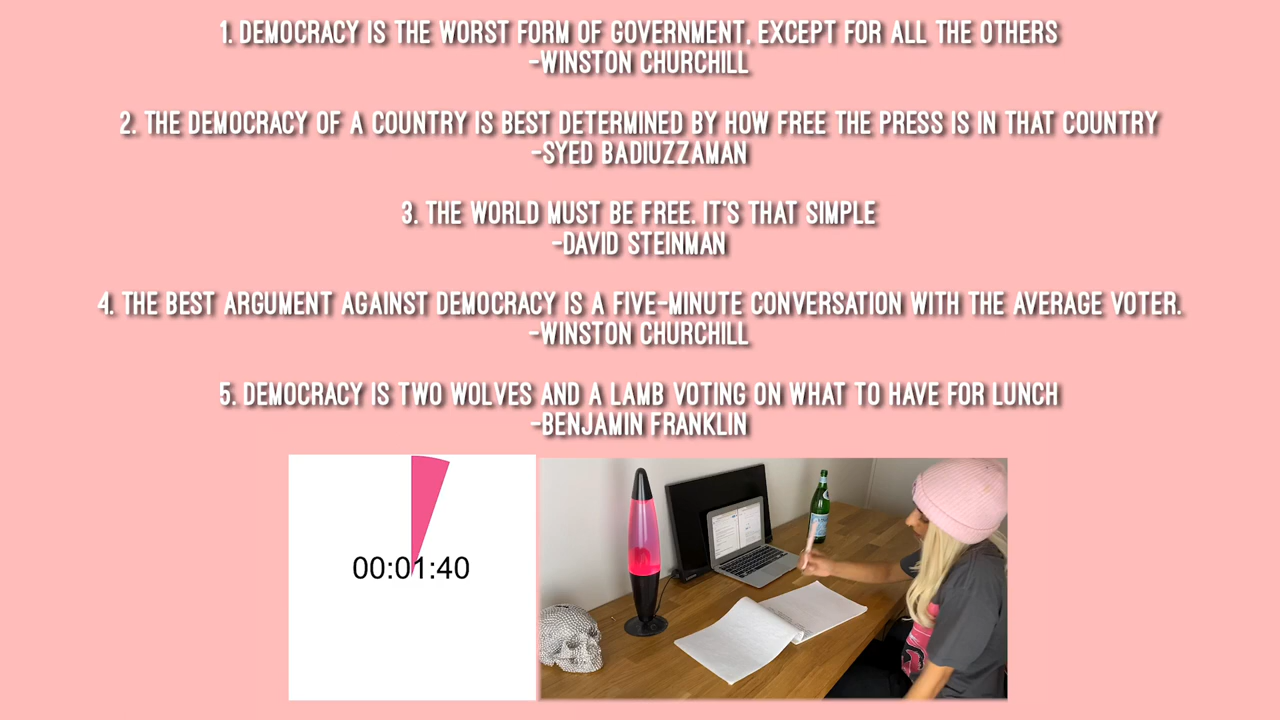 1. DEMOCRACY IS THE WORST FORM OF GOVERNMENT, EXCEPT FOR ALL THE OTHERS
-WINSTON CHURCHILL
2. THE DEMOCRACY OF A COUNTRY IS BEST DETERMINED BY HOW FREE THE PRESS IS IN THAT COUNTRY
-SYED BADIUZZAMAN
3. THE WORLD MUST BE FREE. IT'S THAT SIMPLE
-DAVID STEINMAN
4. THE BEST ARGUMENT AGAINST DEMOCRACY IS A FIVE-MINUTE CONVERSATION WITH THE AVERAGE VOTER.
-WINSTON CHURCHILL
5. DEMOCRACY IS TWO WOLVES AND A LAMB VOTING ON WHAT TO HAVE FOR LUNCH
-BENJAMIN FRANKLIN
00:01:40